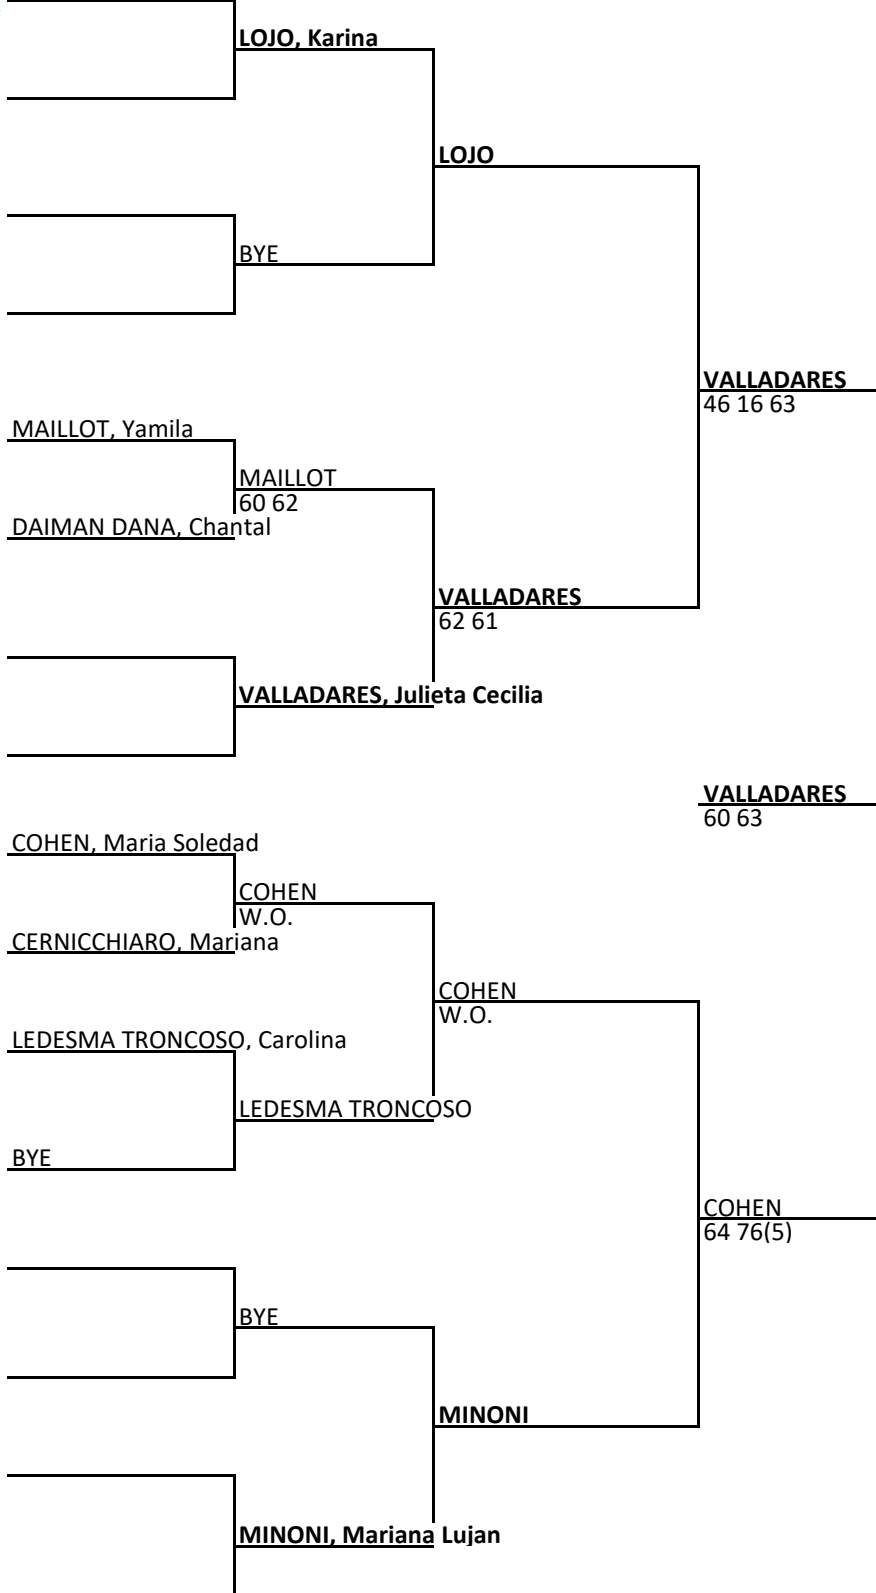 LOJO, Karina
LOJO
BYE
VALLADARES
46 16 63
MAILLOT, Yamila
MAILLOT
60 62
DAIMAN DANA, Chantal
VALLADARES
62 61
VALLADARES, Julieta Cecilia
VALLADARES
60 63
COHEN, Maria Soledad
COHEN
W.O.
CERNICCHIARO, Mariana
COHEN
W.O.
LEDESMA TRONCOSO, Carolina
LEDESMA TRONCOSO
BYE
COHEN
64 76(5)
BYE
MINONI
MINONI, Mariana Lujan